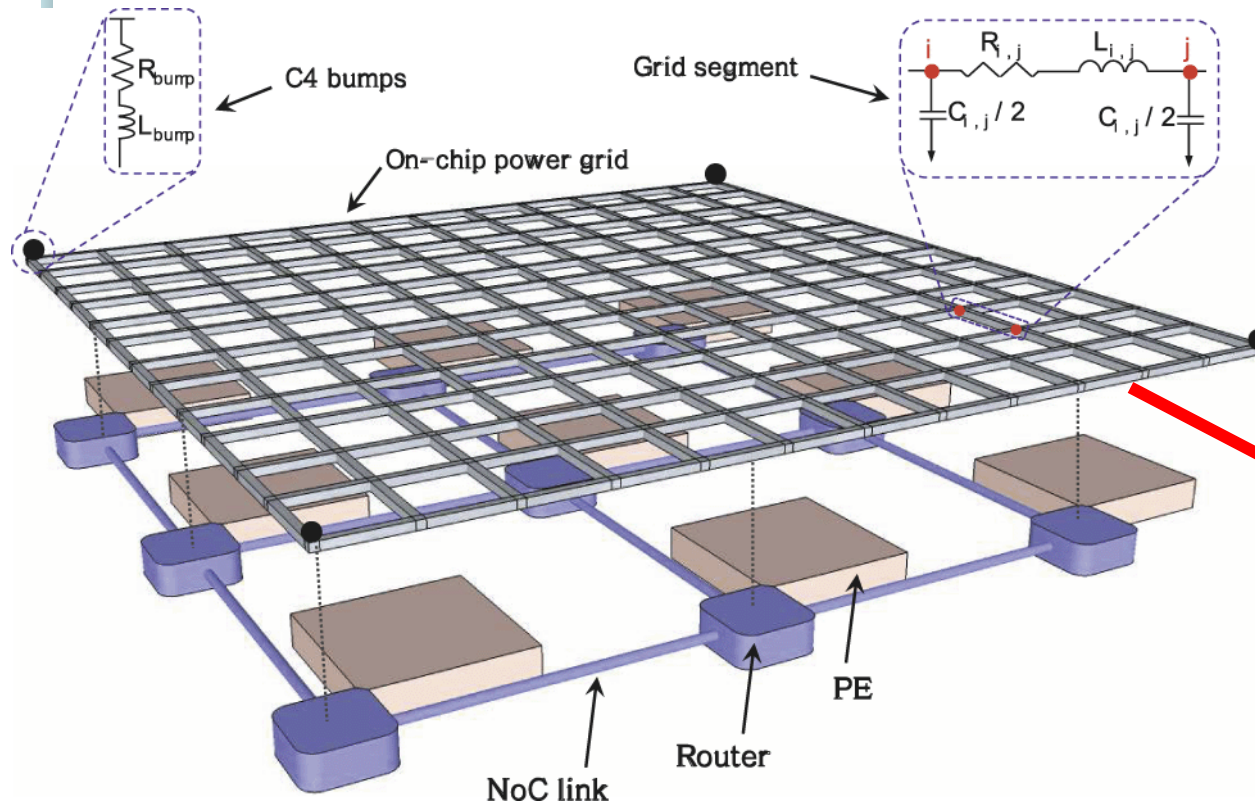 R_bump
L_bump
C4 bumps
Grid segment
i
R_i,j
L_i,j
j
C_i,j / 2
C_i,j / 2
On-chip power grid
PE
Router
NoC link